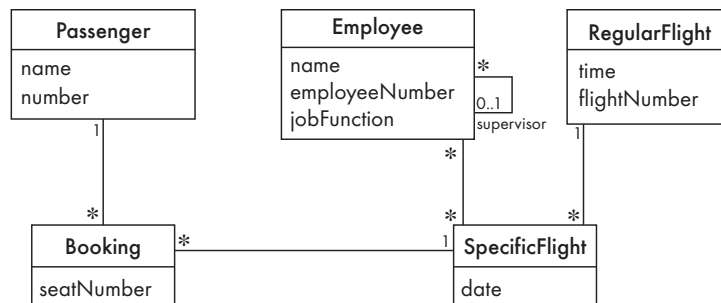 Passenger
name
number
1
*
Employee
name
employeeNumber
jobFunction
*
0..1
supervisor
*
*
RegularFlight
time
flightNumber
1
*
Booking
seatNumber
*
1
SpecificFlight
date